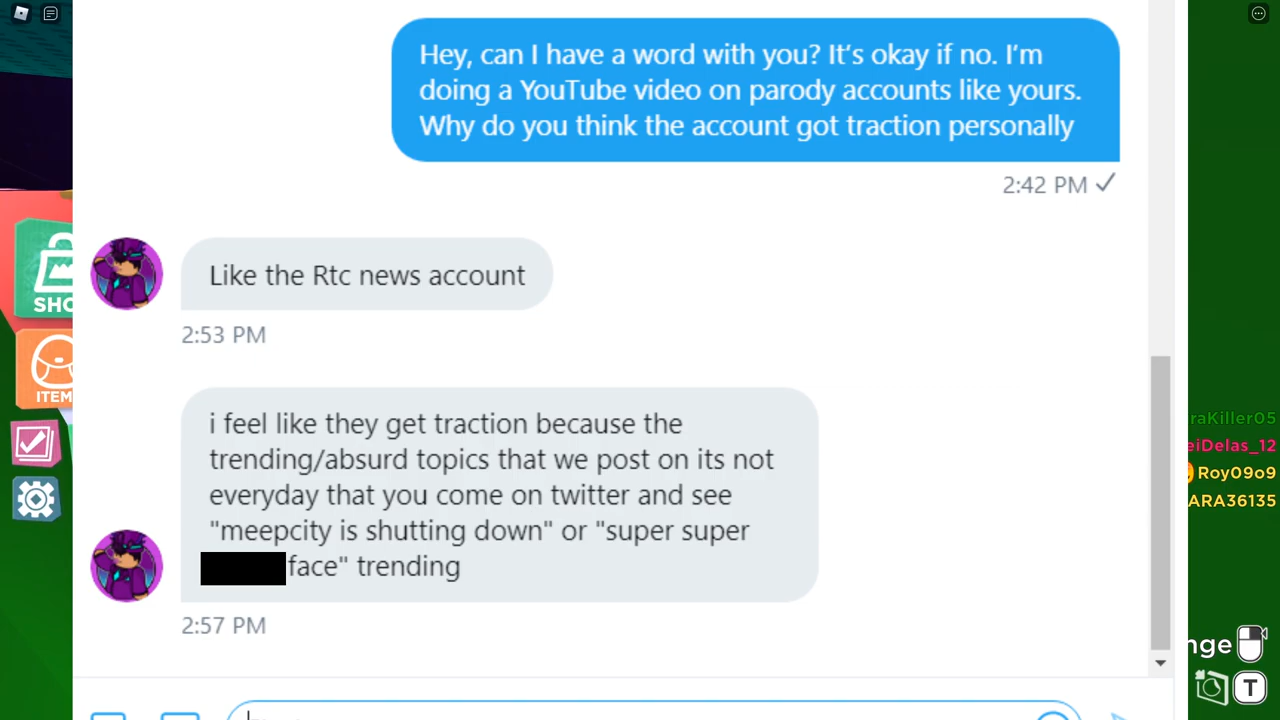 Hey, can I have a word with you? It's okay if no. I'm
doing a YouTube video on parody accounts like yours.
Why do you think the account got traction personally
2:42 PM
Like the Rtc news account
2:53 PM
i feel like they get traction because the
trending/absurd topics that we post on its not
everyday that you come on twitter and see
"meepcity is shutting down" or "super super
face" trending
2:57 PM
SHO
ITEM
raKiller05
eiDelas_12
Roy09o9
ARA36135
nge
T